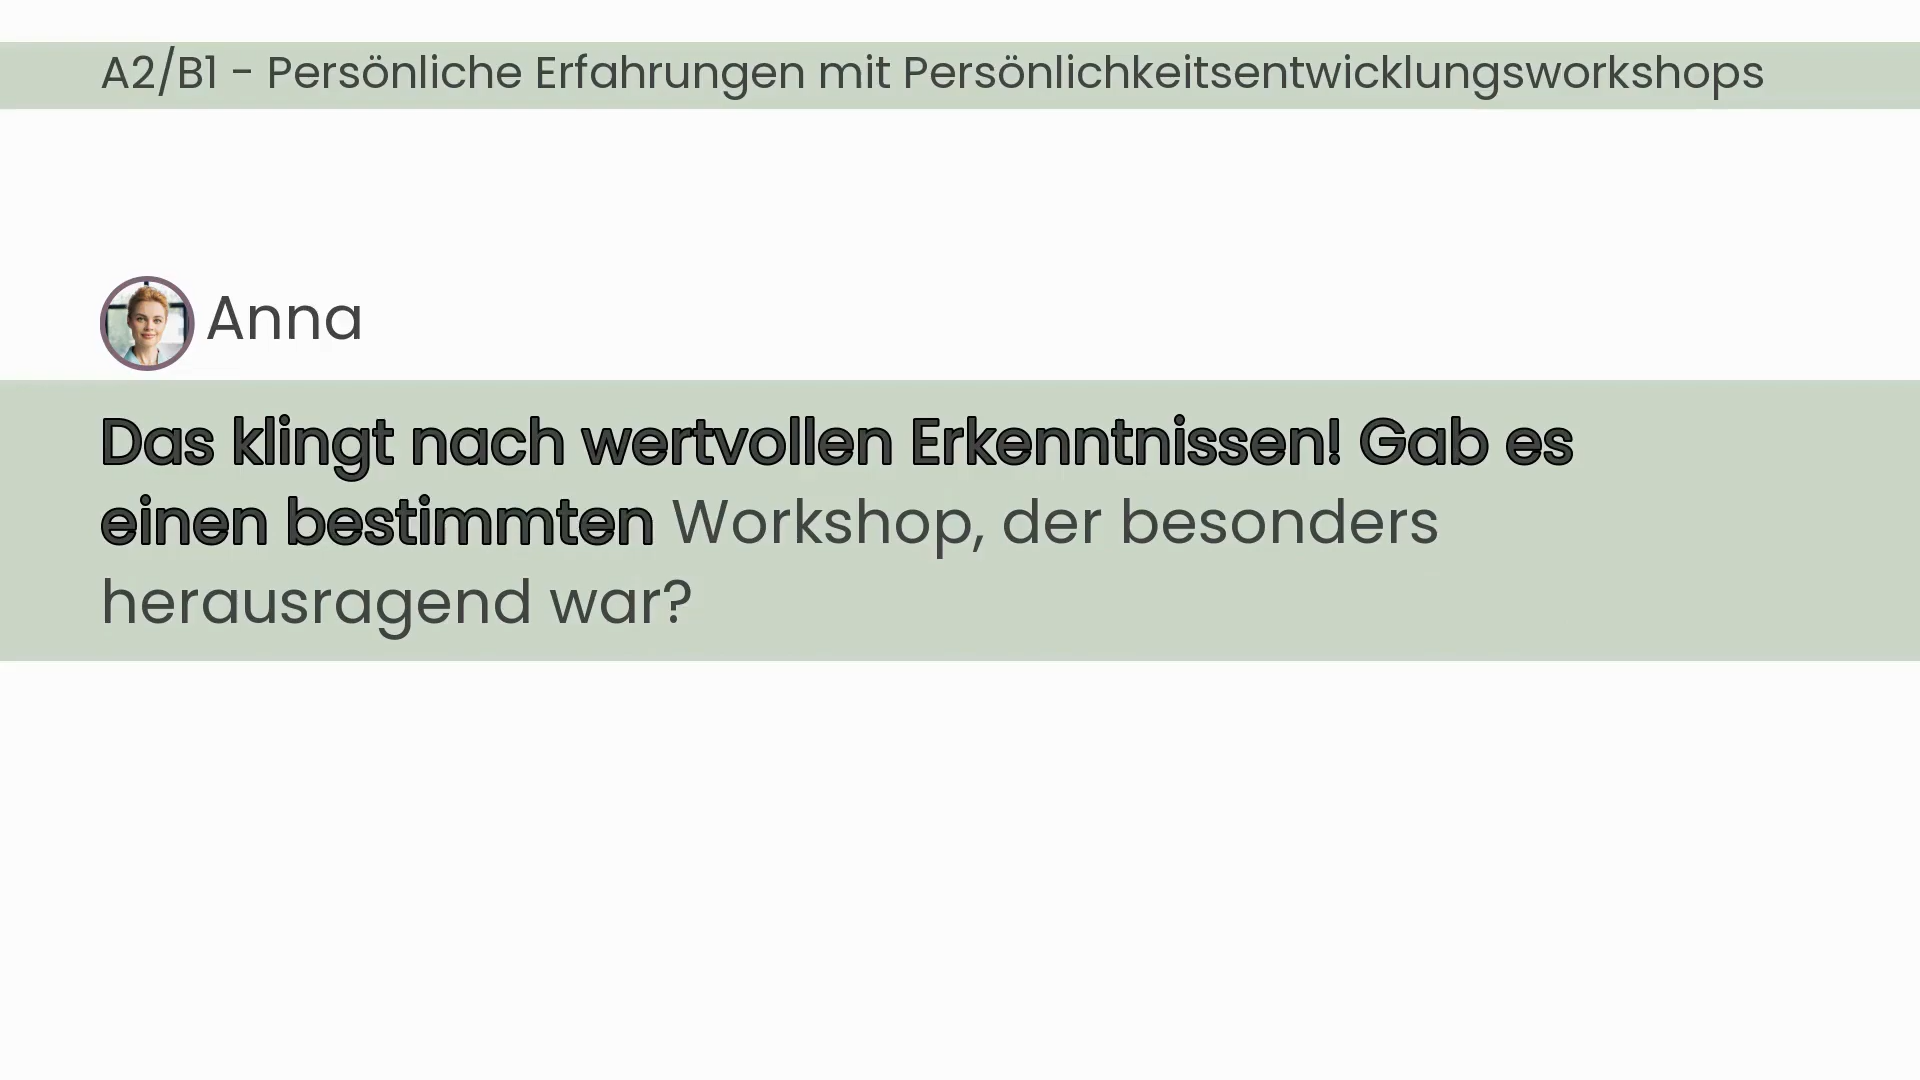 A2/B1 - Persönliche Erfahrungen mit Persönlichkeitsentwicklungsworkshops
Anna
Das klingt nach wertvollen Erkenntnissen! Gab es
einen bestimmten Workshop, der besonders
herausragend war?